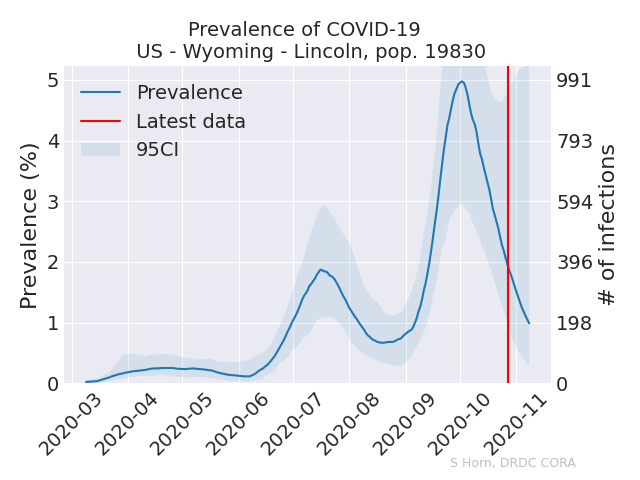 Prevalence of COVID-19
US - Wyoming - Lincoln, pop. 19830
Prevalence
Latest data
95CI
Prevalence (%)
5
4
3
2
1
0
991
793
594
396
198
0
# of infections
2020-03
2020-04
2020-05
2020-06
2020-07
2020-08
2020-09
2020-10
2020-11
S Horn, DRDC CORA